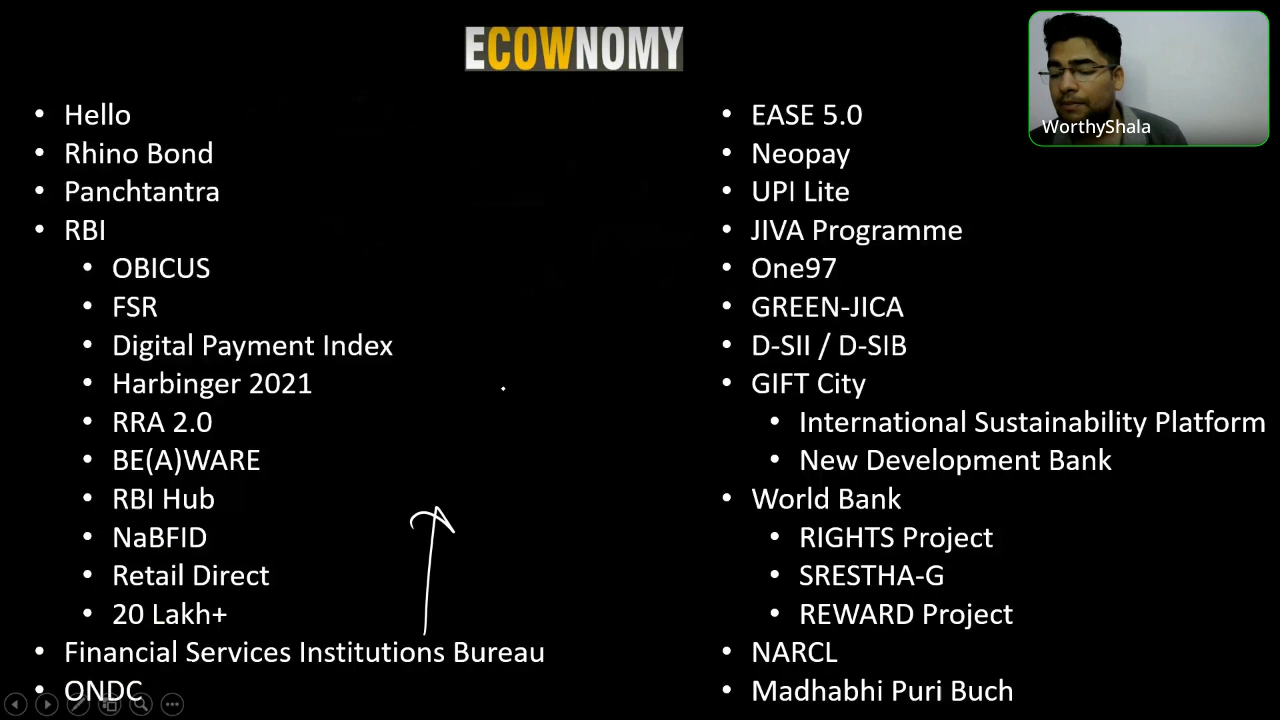 ECOWNOMY
WorthyShala
• Hello
• Rhino Bond
• Panchtantra
• RBI
• OBICUS
• FSR
• Digital Payment Index
• Harbinger 2021
• RRA 2.0
• BE(A)WARE
• RBI Hub
• NaBFID
• Retail Direct
• 20 Lakh+
• Financial Services Institutions Bureau
• ONDC
• EASE 5.0
• Neopay
• UPI Lite
• JIVA Programme
• One97
• GREEN-JICA
• D-SII / D-SIB
• GIFT City
• International Sustainability Platform
• New Development Bank
• World Bank
• RIGHTS Project
• SRESTHA-G
• REWARD Project
• NARCL
• Madhabhi Puri Buch